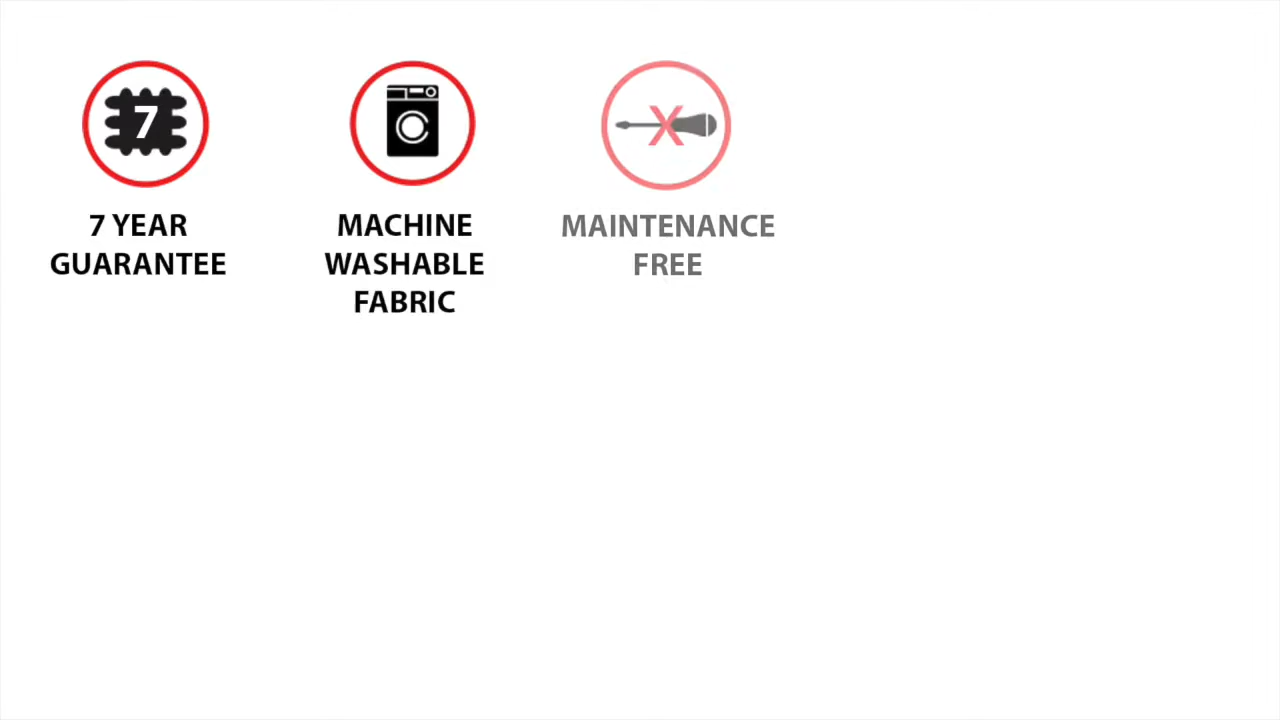 7
7 YEAR
GUARANTEE
MACHINE
WASHABLE
FABRIC
X
MAINTENANCE
FREE